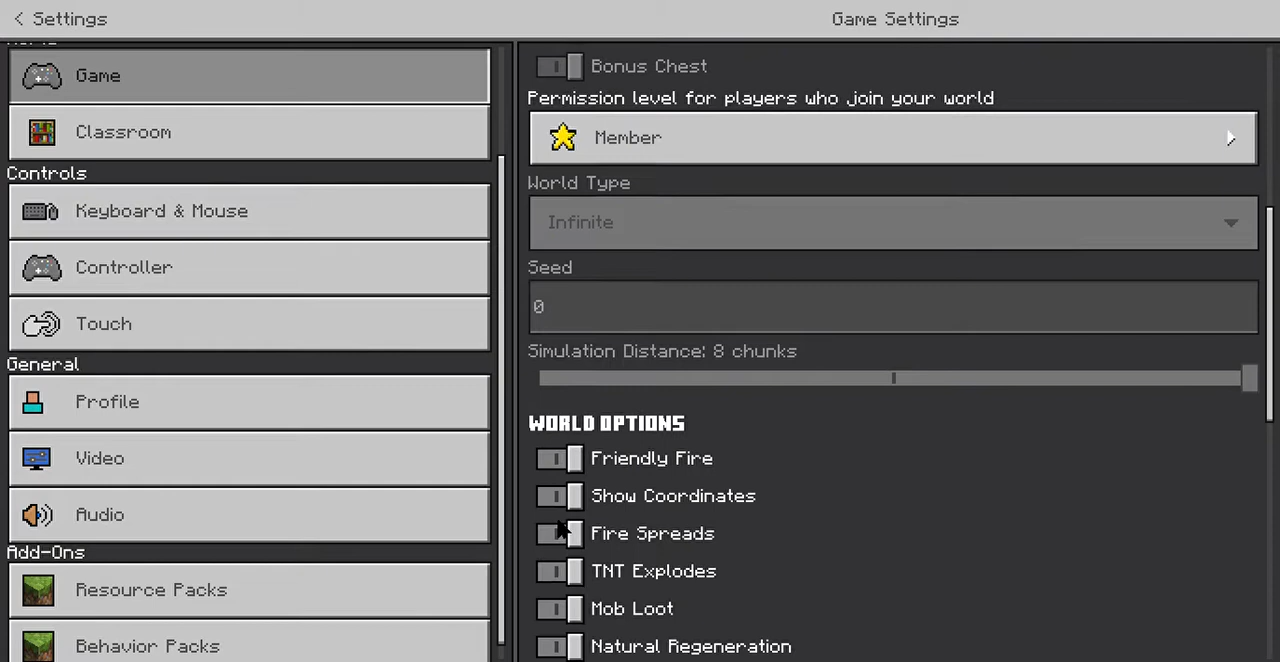 Settings
Game Settings
Game
Classroom
Controls
Keyboard & Mouse
Controller
Touch
General
Profile
Video
Audio
Add-Ons
Resource Packs
Behavior Packs
Bonus Chest
Permission level for players who join your world
Member
World Type
Infinite
Seed
0
Simulation Distance: 8 chunks
WORLD OPTIONS
Friendly Fire
Show Coordinates
Fire Spreads
TNT Explodes
Mob Loot
Natural Regeneration